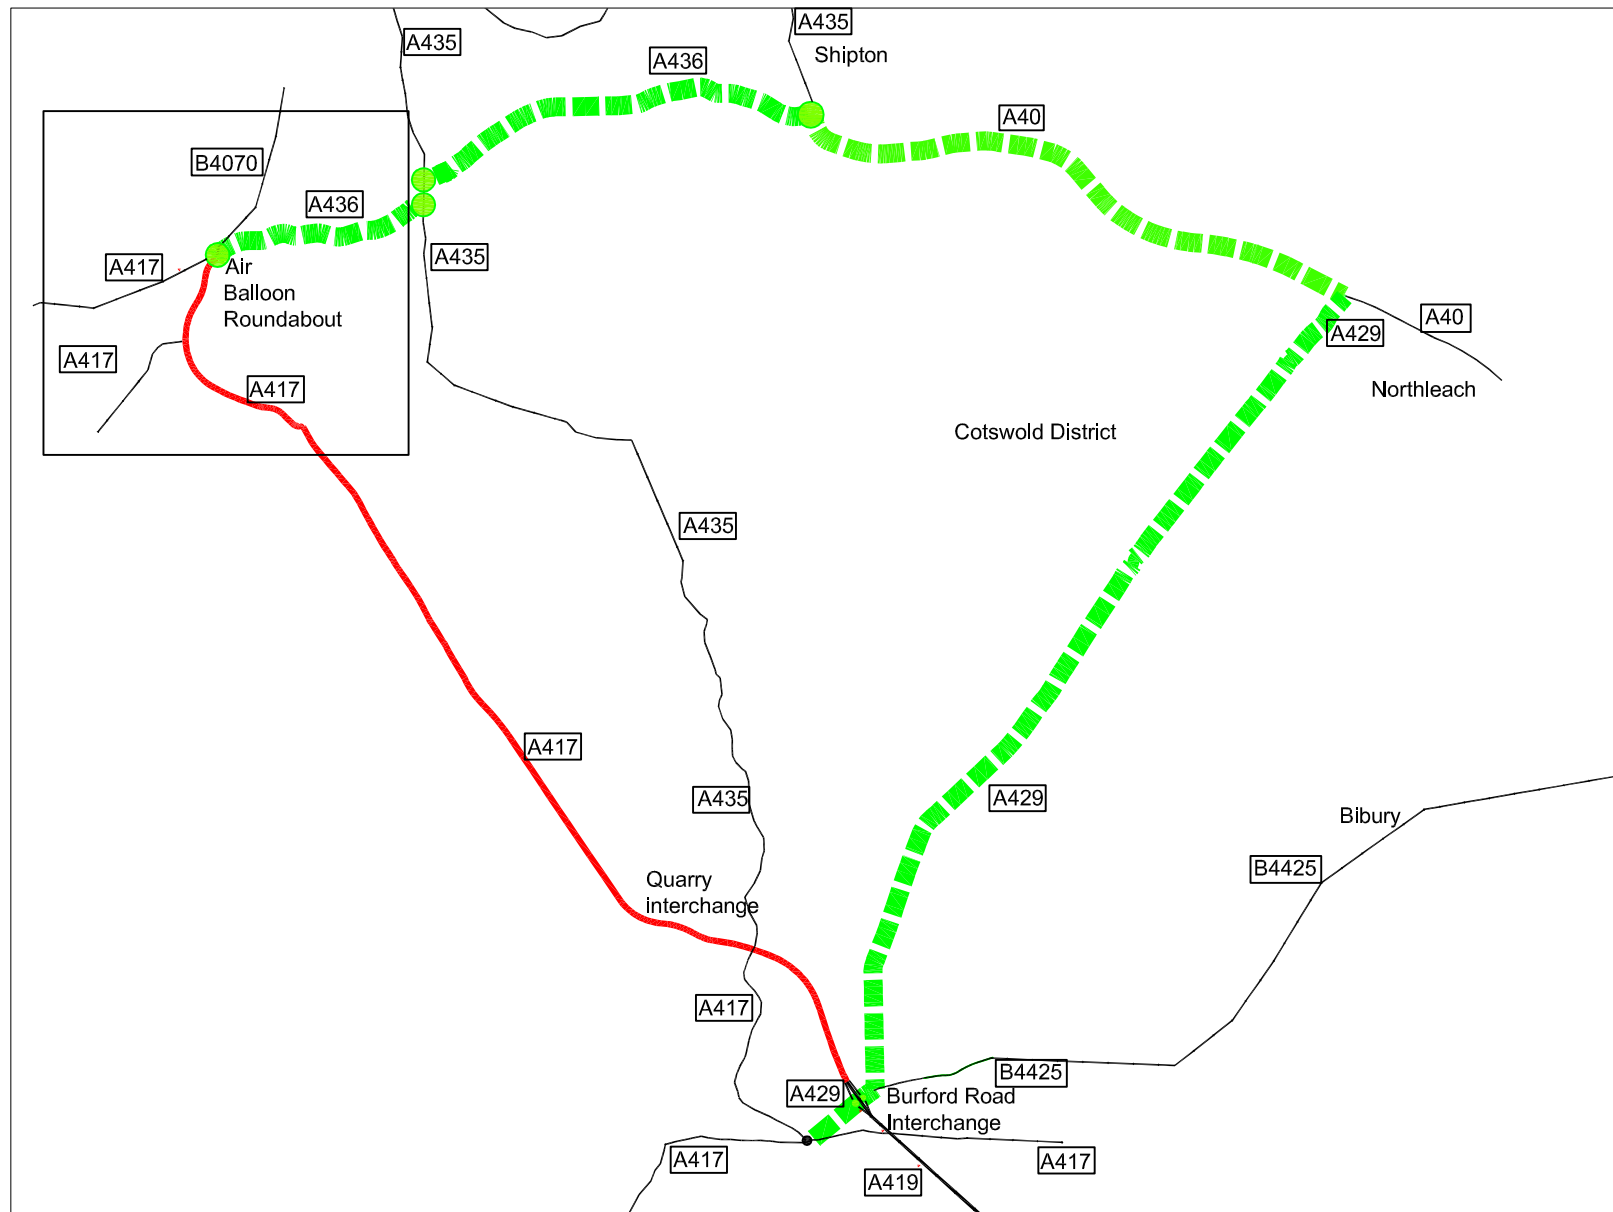 A435
A435
Shipton
A436
A40
B4070
A436
A435
A417
Air
Balloon
Roundabout
A40
A429
A417
A417
Northleach
Cotswold District
A435
A417
A435
A429
Bibury
B4425
Quarry
interchange
A417
B4425
A429
Burford Road
Interchange
A417
A417
A419